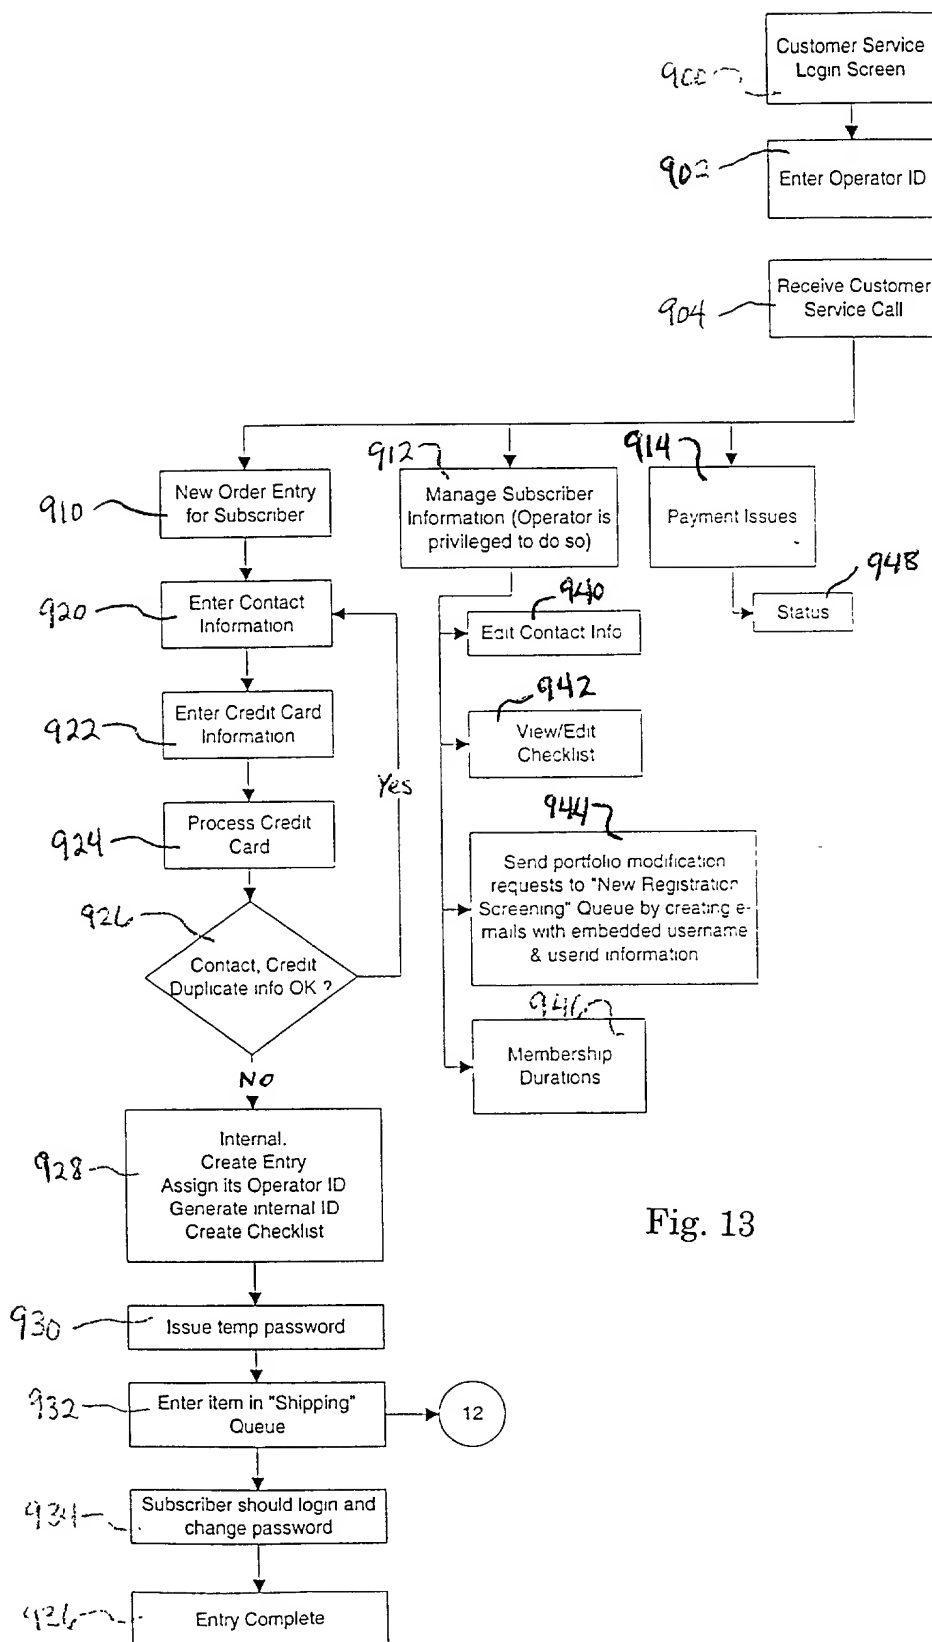 Customer Service
Login Screen
900
902
Enter Operator ID
Receive Customer
Service Call
904
912
914
910
New Order Entry
for Subscriber
Manage Subscriber
Information (Operator is
privileged to do so)
Payment Issues
948
920
Enter Contact
Information
940
Edit Contact Info
Status
922
Enter Credit Card
Information
942
View/Edit
Checklist
Yes
924
Process Credit
Card
944
Send portfolio modification
requests to "New Registration
Screening" Queue by creating e-
mails with embedded username
& userid information
926
Contact, Credit
Duplicate info OK ?
946
Membership
Durations
NO
928
Internal.
Create Entry
Assign its Operator ID
Generate internal ID
Create Checklist
Fig. 13
930
Issue temp password
932
Enter item in "Shipping"
Queue
12
934
Subscriber should login and
change password
Entry Complete